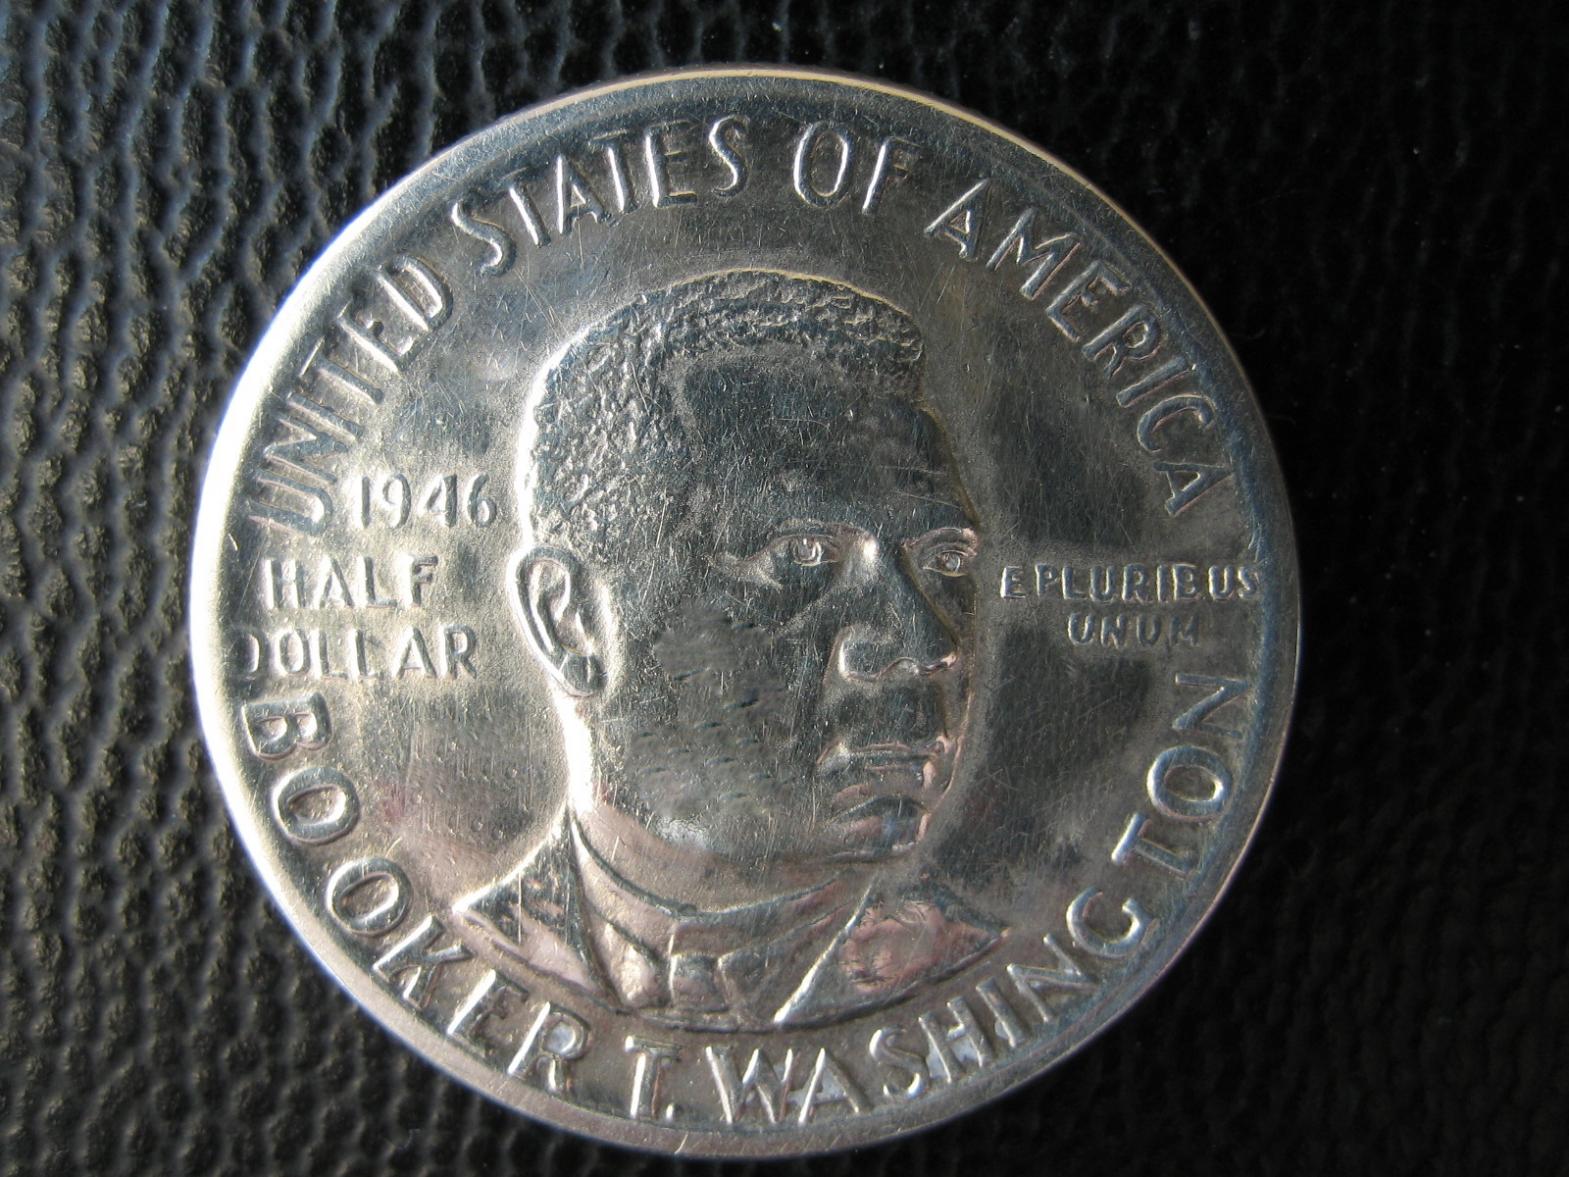 UNITED STATES OF AMERICA
1946
HALF
DOLLAR
E PLURIBUS
UNUM
BOOKER T. WASHINGTON